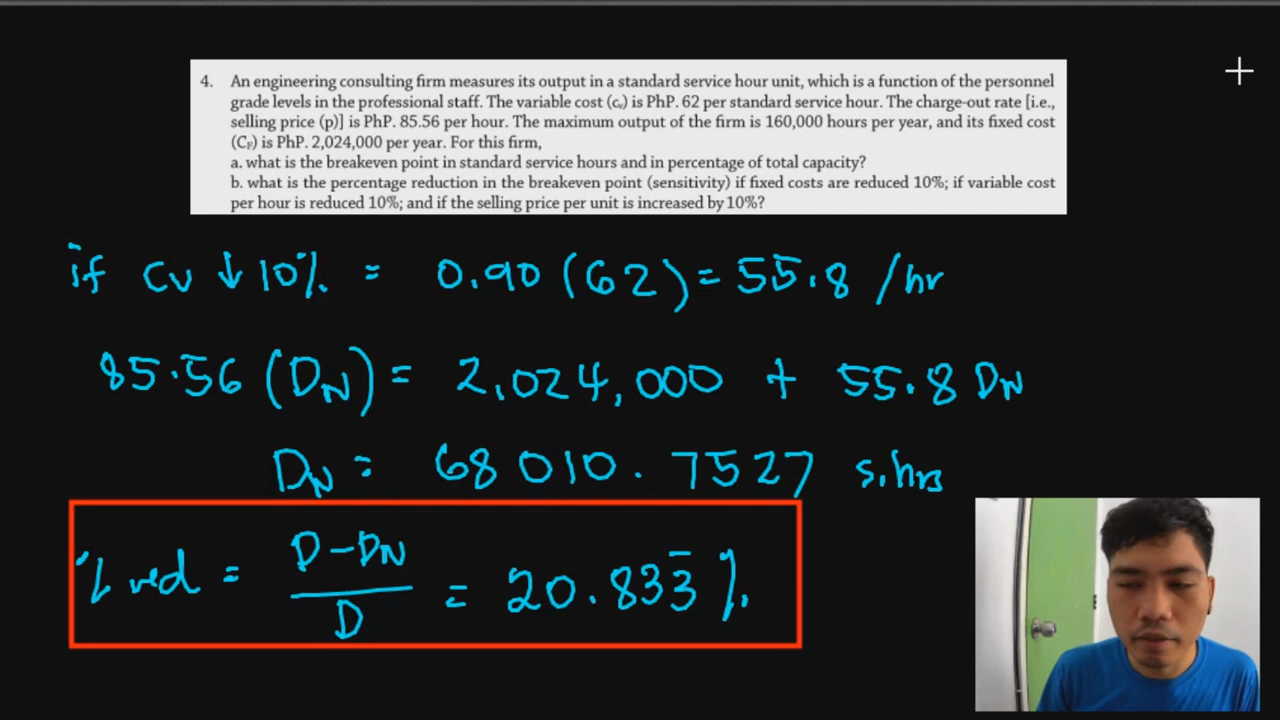 4. An engineering consulting firm measures its output in a standard service hour unit, which is a function of the personnel
grade levels in the professional staff. The variable cost (cᵥ) is PhP. 62 per standard service hour. The charge-out rate [i.e.,
selling price (p)] is PhP. 85.56 per hour. The maximum output of the firm is 160,000 hours per year, and its fixed cost
(C_F) is PhP. 2,024,000 per year. For this firm,
a. what is the breakeven point in standard service hours and in percentage of total capacity?
b. what is the percentage reduction in the breakeven point (sensitivity) if fixed costs are reduced 10%; if variable cost
per hour is reduced 10%; and if the selling price per unit is increased by 10%?
if Cv ↓ 10% = 0.90 (62) = 55.8 /hr
85.56 (D_N) = 2,024,000 + 55.8 D_N
D_N = 68 010.7527 s.hrs
% red = (D - D_N) / D = 20.833̅ %